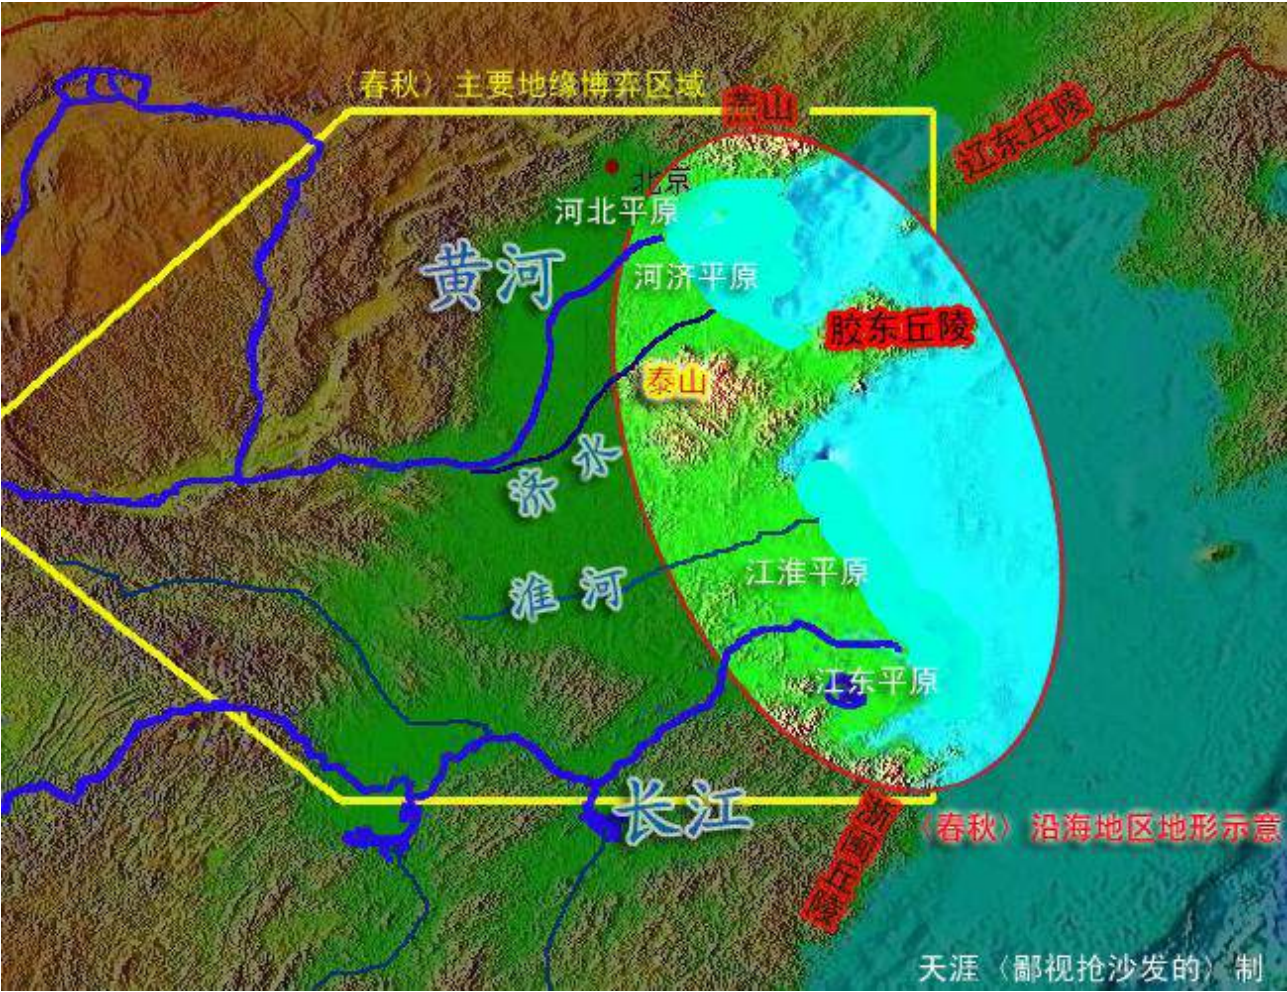 （春秋）主要地缘博弈区域
燕山
辽东丘陵
北京
河北平原
黄河
河济平原
胶东丘陵
泰山
济水
江淮平原
淮河
江东平原
长江
浙闽丘陵
（春秋）沿海地区地形示意
天涯（鄙视抢沙发的）制